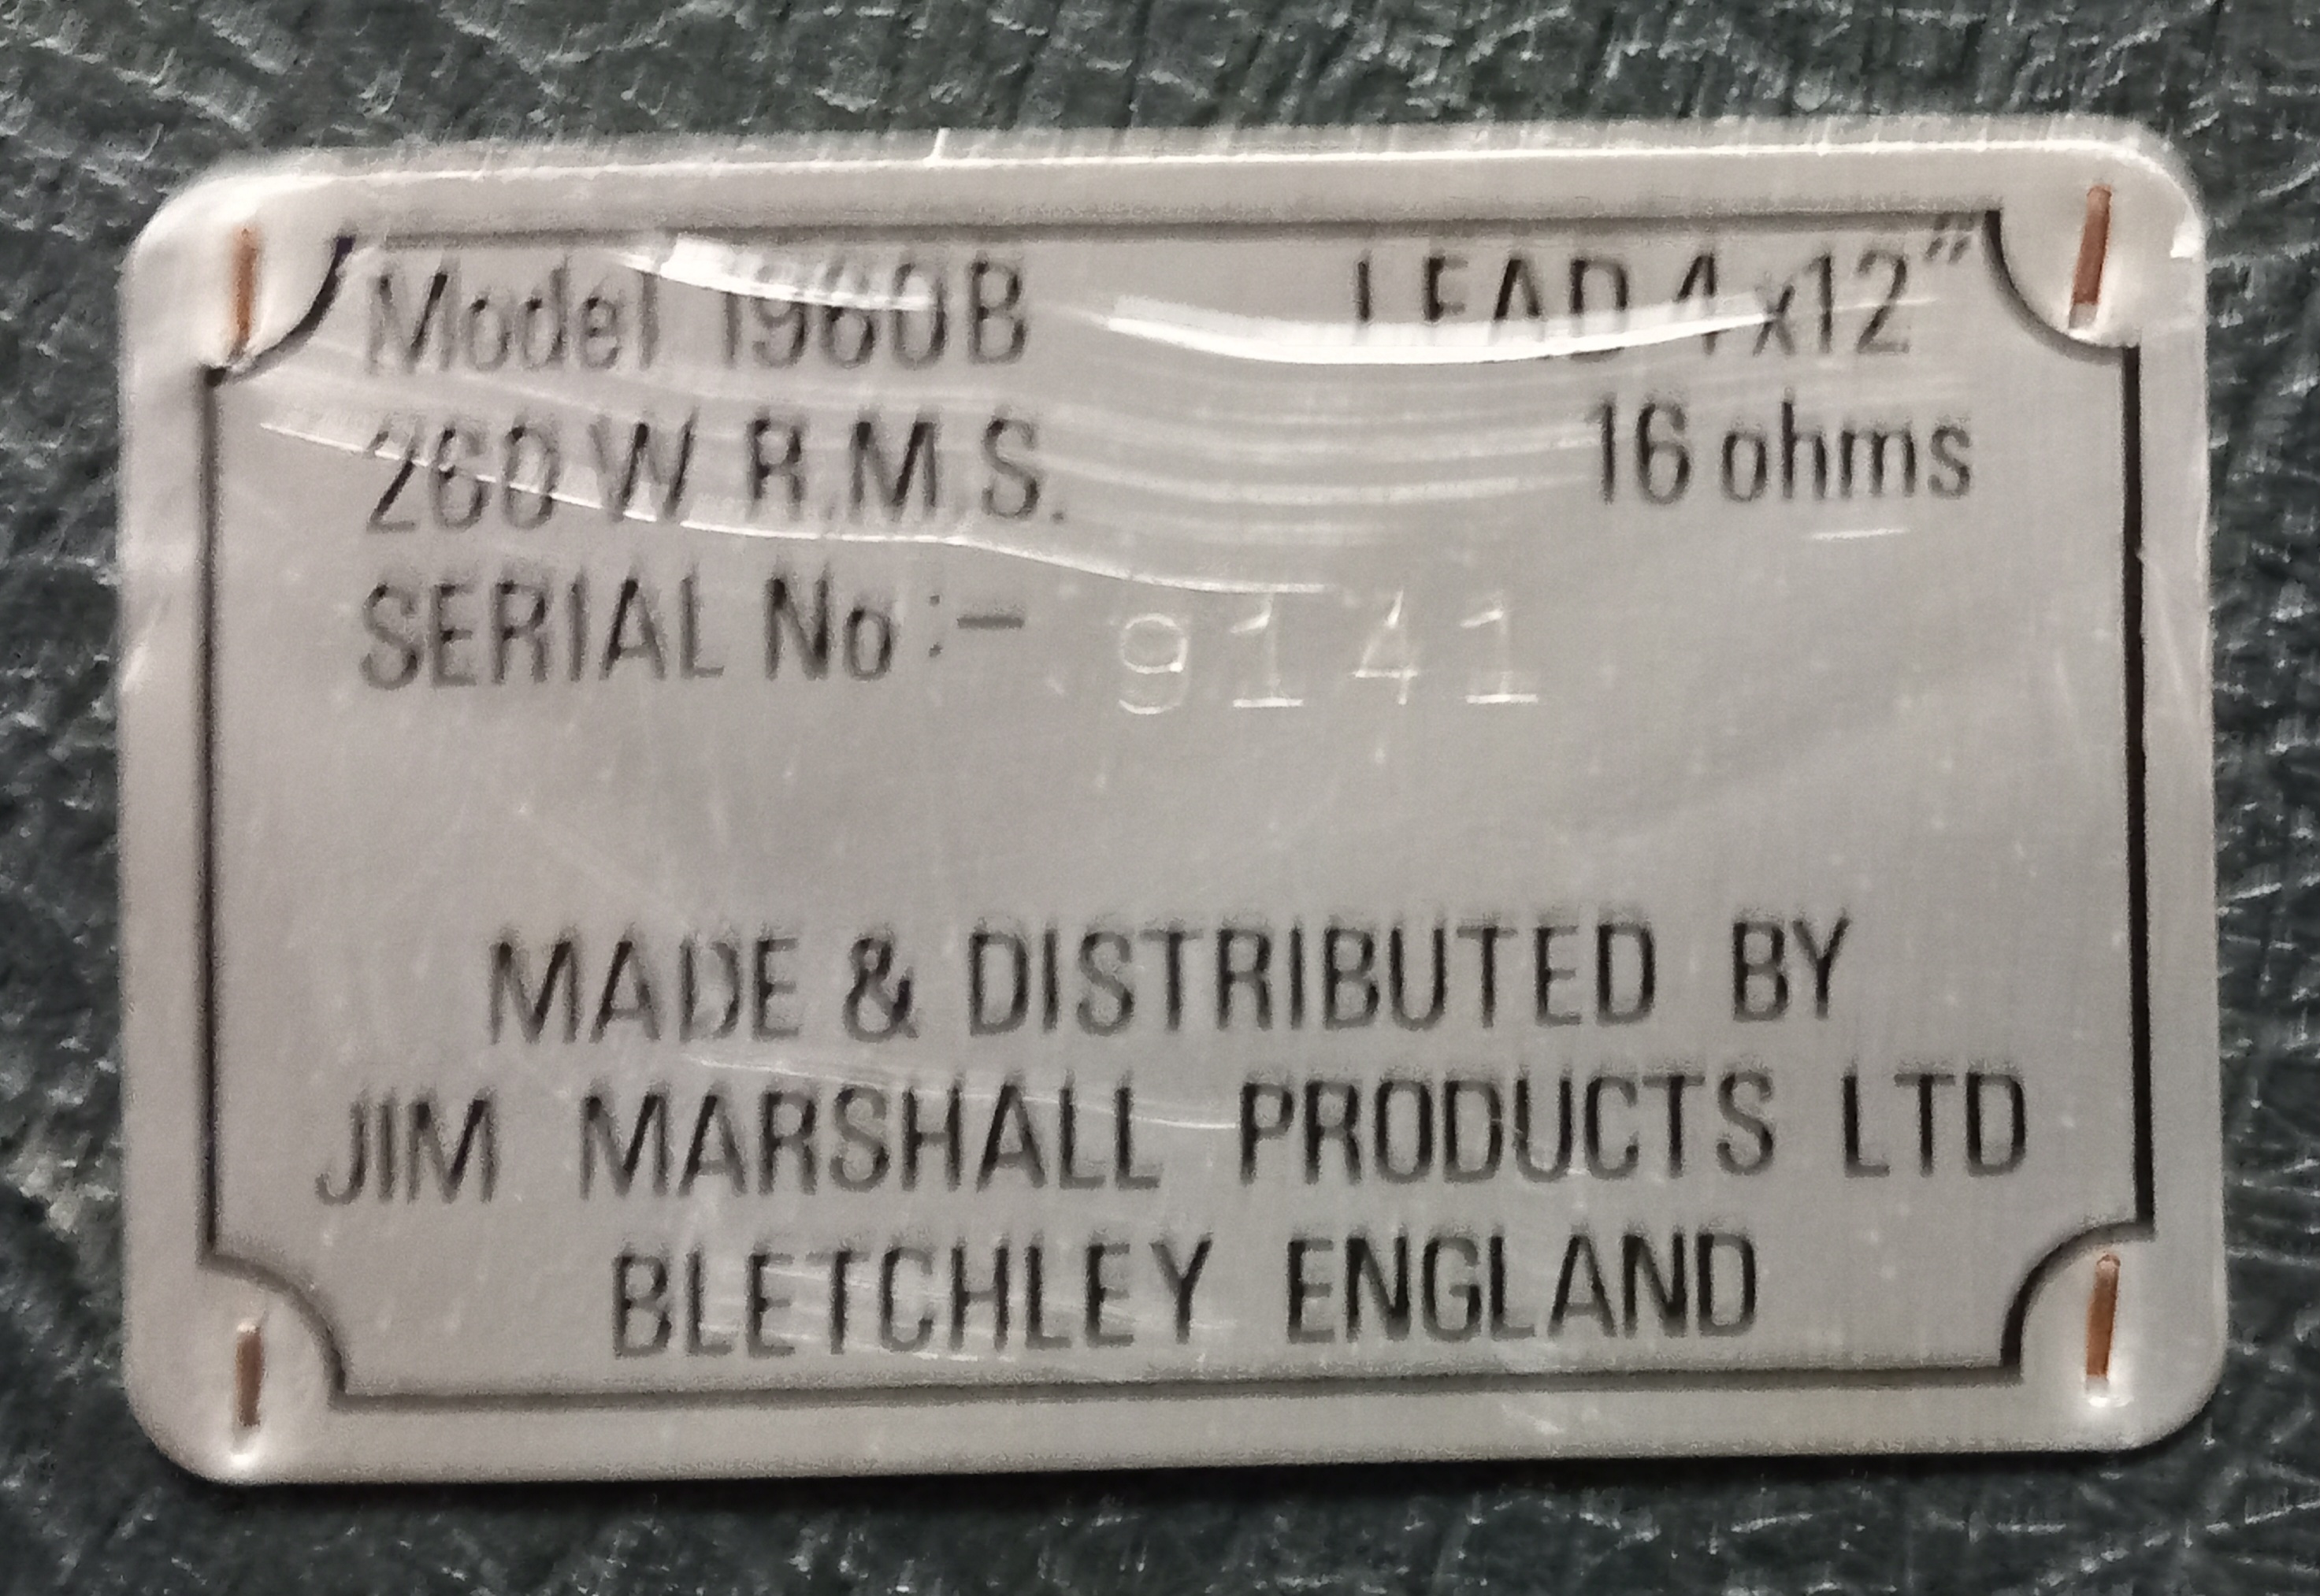 Model 1960B LEAD 4x12"
260 W R.M.S. 16 ohms
SERIAL No :- 9141
MADE & DISTRIBUTED BY
JIM MARSHALL PRODUCTS LTD
BLETCHLEY ENGLAND